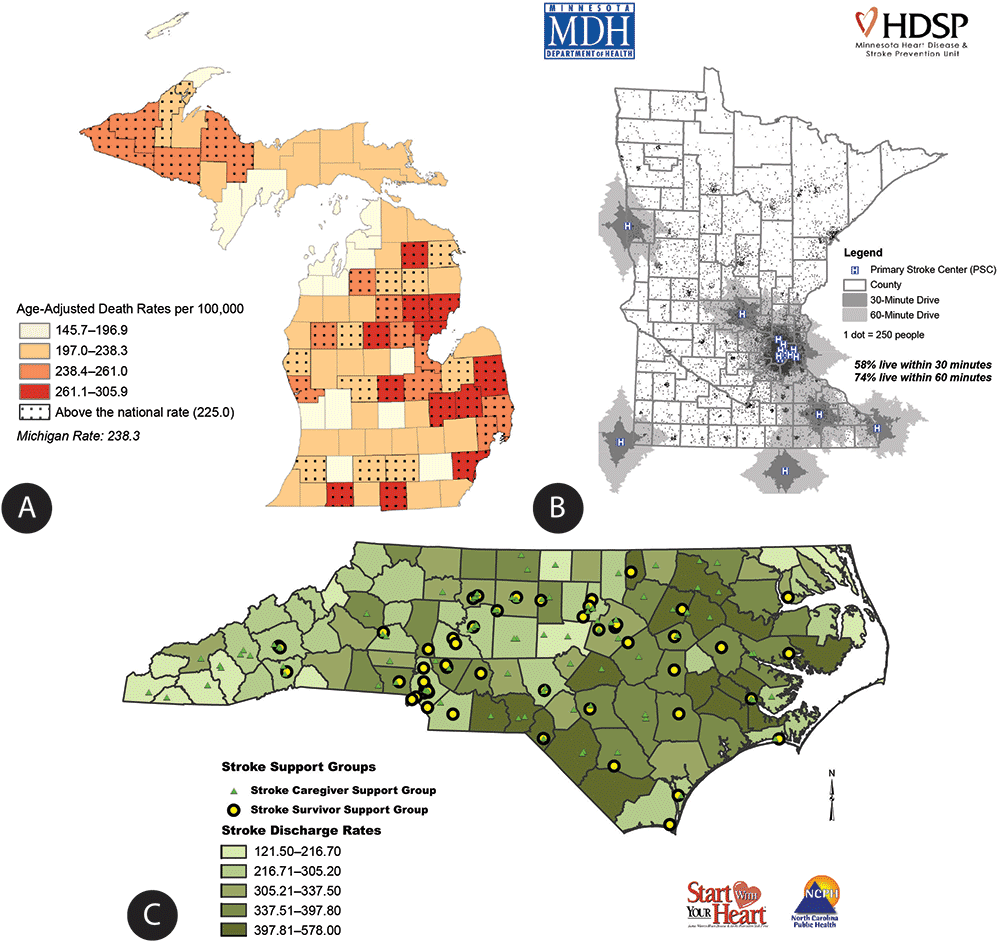 MINNESOTA
MDH
DEPARTMENT OF HEALTH
HDSP
Minnesota Heart Disease &
Stroke Prevention Unit
Age-Adjusted Death Rates per 100,000
145.7–196.9
197.0–238.3
238.4–261.0
261.1–305.9
Above the national rate (225.0)
Michigan Rate: 238.3
A
Legend
H Primary Stroke Center (PSC)
County
30-Minute Drive
60-Minute Drive
1 dot = 250 people
58% live within 30 minutes
74% live within 60 minutes
B
Stroke Support Groups
Stroke Caregiver Support Group
Stroke Survivor Support Group
Stroke Discharge Rates
121.50–216.70
216.71–305.20
305.21–337.50
337.51–397.80
397.81–578.00
N
C
Start With
YOUR Heart
NCPH
North Carolina
Public Health